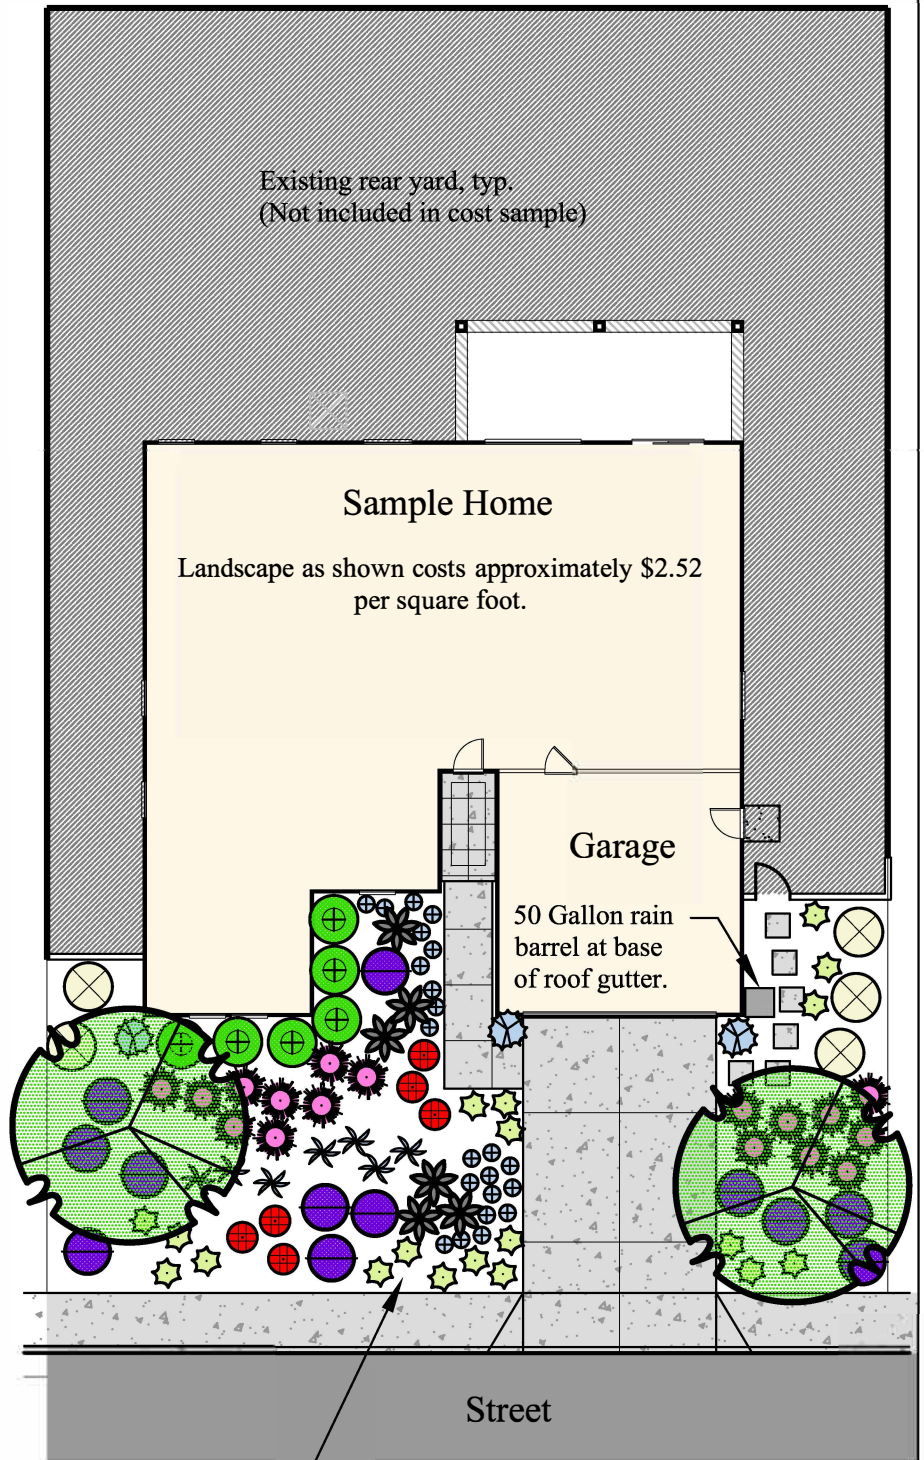 Existing rear yard, typ.
(Not included in cost sample)
Sample Home
Landscape as shown costs approximately $2.52
per square foot.
Garage
50 Gallon rain
barrel at base
of roof gutter.
Street